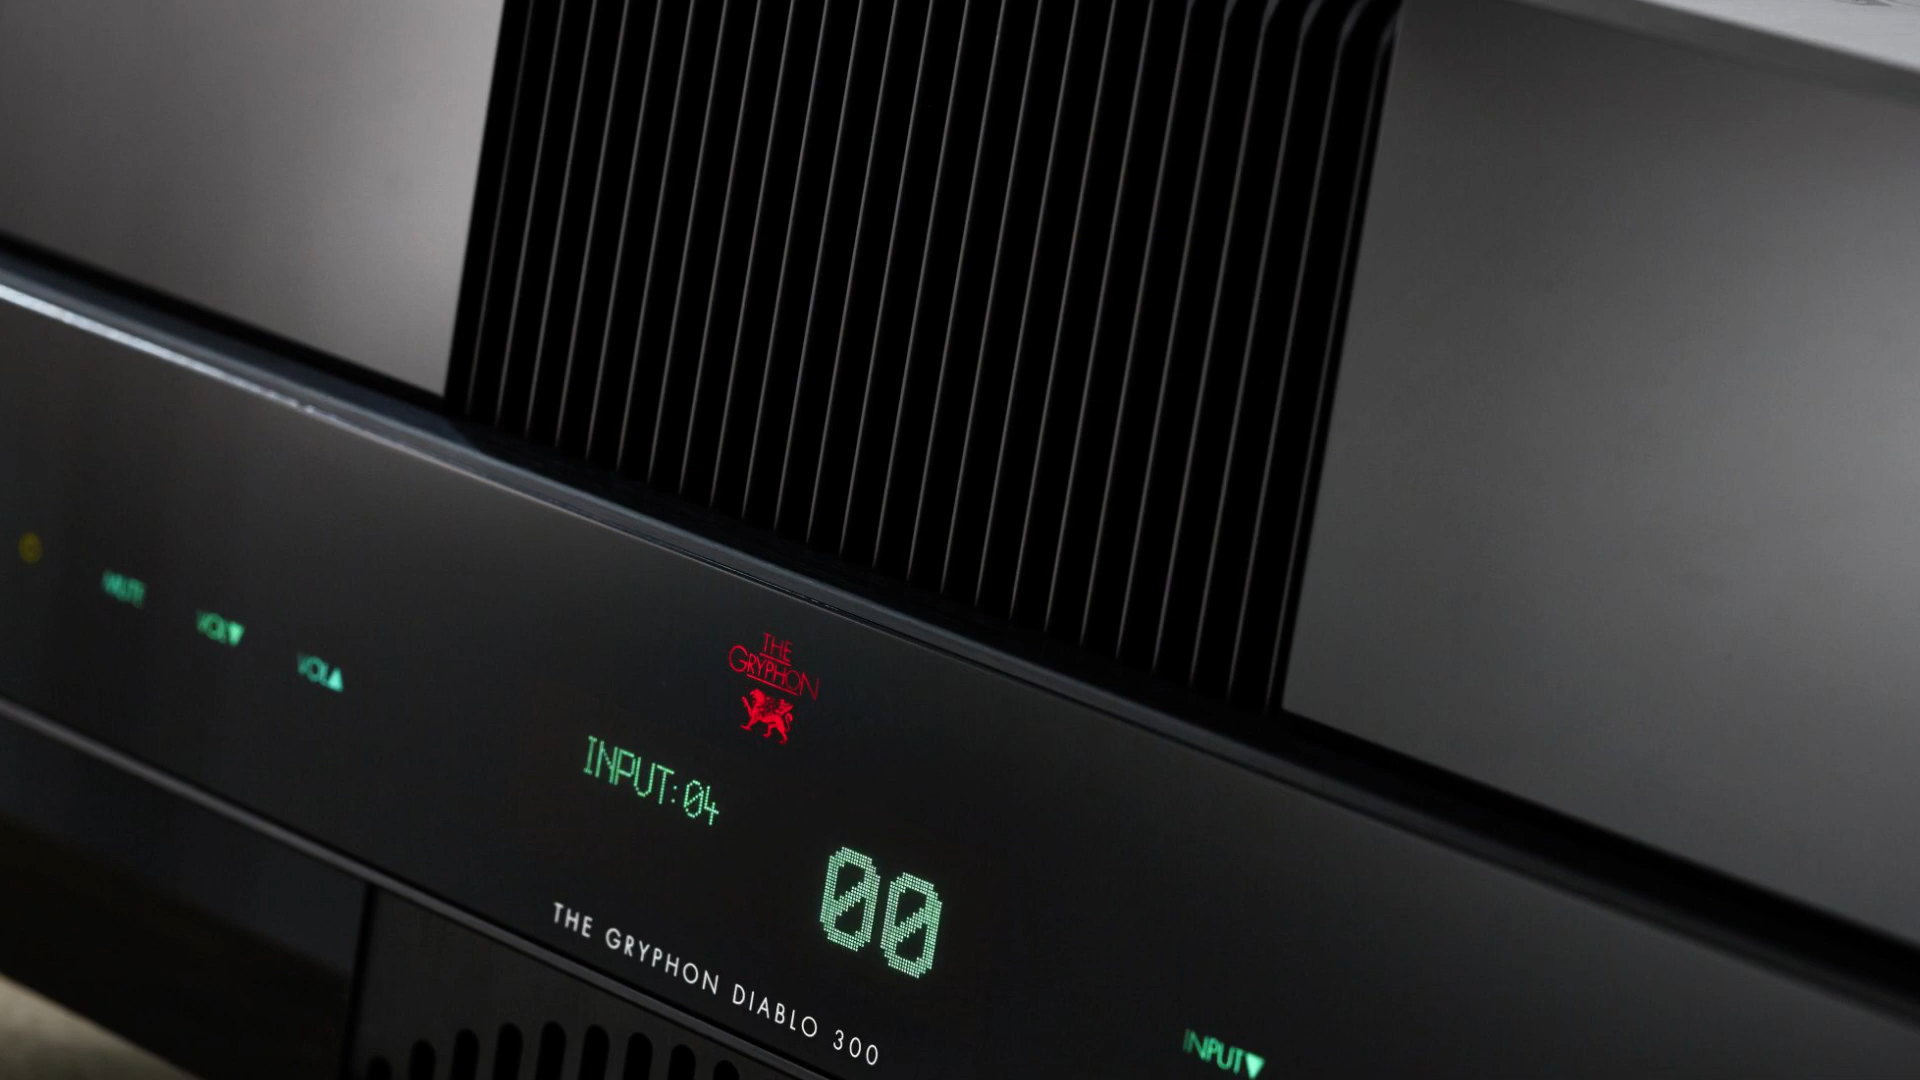 MUTE
VOL▼
VOL▲
THE
GRYPHON
INPUT:04
00
THE GRYPHON DIABLO 300
INPUT▼